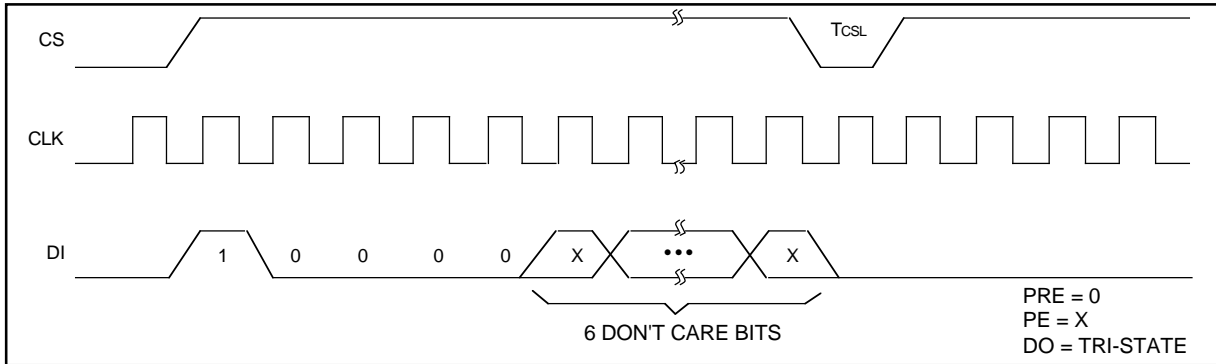 CS
TCSL
CLK
DI
1 0 0 0 0 X ••• X
6 DON'T CARE BITS
PRE = 0
PE = X
DO = TRI-STATE